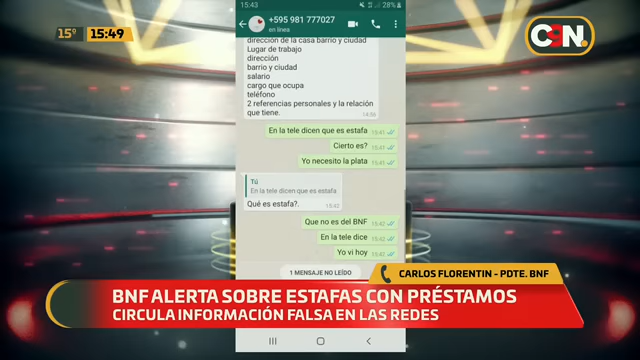 15°
15:49
C9N.
15:43
28%
+595 981 777027
en línea
dirección de la casa barrio y ciudad
Lugar de trabajo
dirección
barrio y ciudad
salario
cargo que ocupa
teléfono
2 referencias personales y la relación
que tiene.
14:56
En la tele dicen que es estafa 15:41
Cierto es? 15:41
Yo necesito la plata 15:41
Tú
En la tele dicen que es estafa
Qué es estafa?. 15:42
Que no es del BNF 15:42
En la tele dice 15:42
Yo vi hoy 15:42
1 MENSAJE NO LEÍDO
CARLOS FLORENTIN - PDTE. BNF
BNF ALERTA SOBRE ESTAFAS CON PRÉSTAMOS
CIRCULA INFORMACIÓN FALSA EN LAS REDES